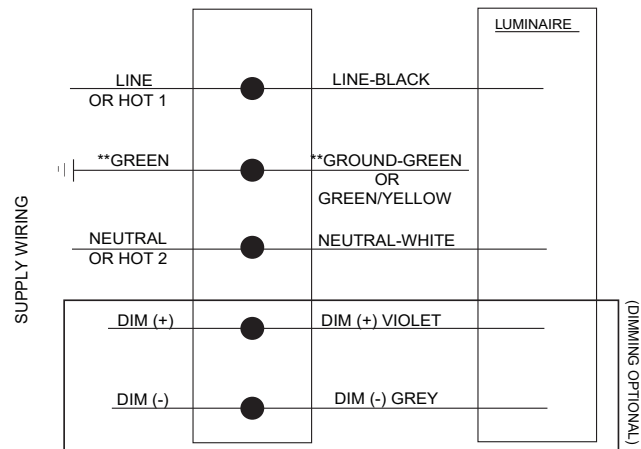 LUMINAIRE
LINE
OR HOT 1
LINE-BLACK
**GREEN
**GROUND-GREEN
OR
GREEN/YELLOW
SUPPLY WIRING
NEUTRAL
OR HOT 2
NEUTRAL-WHITE
DIM (+)
DIM (+) VIOLET
(DIMMING OPTIONAL)
DIM (-)
DIM (-) GREY